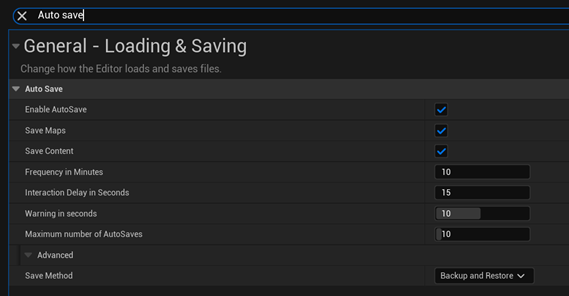 Auto save
General - Loading & Saving
Change how the Editor loads and saves files.
Auto Save
Enable AutoSave
Save Maps
Save Content
Frequency in Minutes 10
Interaction Delay in Seconds 15
Warning in seconds 10
Maximum number of AutoSaves 10
Advanced
Save Method Backup and Restore